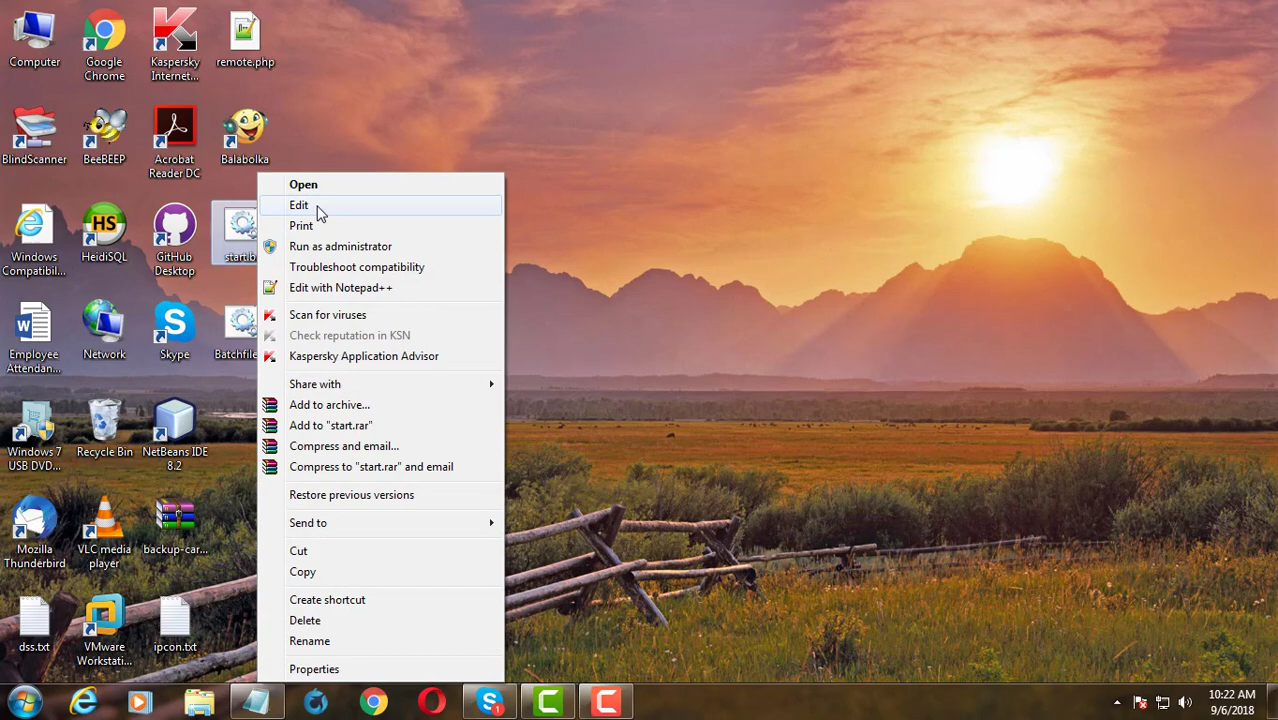 Computer
Google
Chrome
Kaspersky
Internet...
remote.php
BlindScanner
BeeBEEP
Acrobat
Reader DC
Balabolka
Windows
Compatibil...
HeidiSQL
GitHub
Desktop
Employee
Attendan...
Network
Skype
Batchfile
Windows 7
USB DVD...
Recycle Bin
NetBeans IDE
8.2
Mozilla
Thunderbird
VLC media
player
backup-car...
dss.txt
VMware
Workstati...
ipcon.txt
Open
Edit
Print
Run as administrator
Troubleshoot compatibility
Edit with Notepad++
Scan for viruses
Check reputation in KSN
Kaspersky Application Advisor
Share with
Add to archive...
Add to "start.rar"
Compress and email...
Compress to "start.rar" and email
Restore previous versions
Send to
Cut
Copy
Create shortcut
Delete
Rename
Properties
HS
1
10:22 AM
9/6/2018